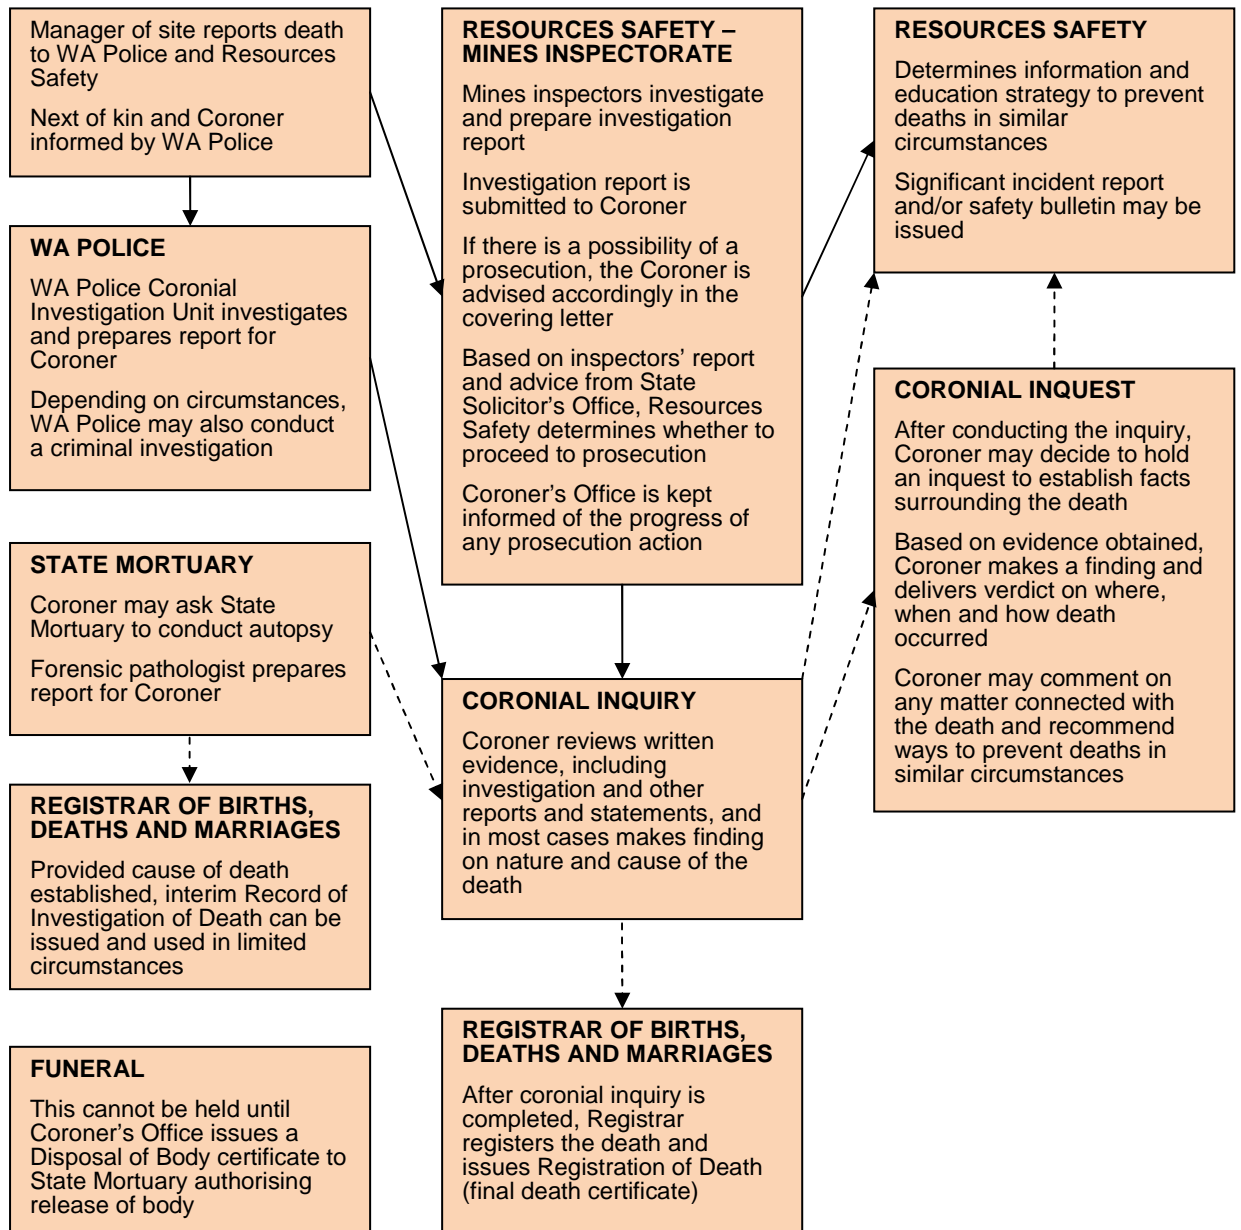 Manager of site reports death
to WA Police and Resources
Safety
Next of kin and Coroner
informed by WA Police
WA POLICE
WA Police Coronial
Investigation Unit investigates
and prepares report for
Coroner
Depending on circumstances,
WA Police may also conduct
a criminal investigation
STATE MORTUARY
Coroner may ask State
Mortuary to conduct autopsy
Forensic pathologist prepares
report for Coroner
REGISTRAR OF BIRTHS,
DEATHS AND MARRIAGES
Provided cause of death
established, interim Record of
Investigation of Death can be
issued and used in limited
circumstances
FUNERAL
This cannot be held until
Coroner's Office issues a
Disposal of Body certificate to
State Mortuary authorising
release of body
RESOURCES SAFETY –
MINES INSPECTORATE
Mines inspectors investigate
and prepare investigation
report
Investigation report is
submitted to Coroner
If there is a possibility of a
prosecution, the Coroner is
advised accordingly in the
covering letter
Based on inspectors' report
and advice from State
Solicitor's Office, Resources
Safety determines whether to
proceed to prosecution
Coroner's Office is kept
informed of the progress of
any prosecution action
CORONIAL INQUIRY
Coroner reviews written
evidence, including
investigation and other
reports and statements, and
in most cases makes finding
on nature and cause of the
death
REGISTRAR OF BIRTHS,
DEATHS AND MARRIAGES
After coronial inquiry is
completed, Registrar
registers the death and
issues Registration of Death
(final death certificate)
RESOURCES SAFETY
Determines information and
education strategy to prevent
deaths in similar
circumstances
Significant incident report
and/or safety bulletin may be
issued
CORONIAL INQUEST
After conducting the inquiry,
Coroner may decide to hold
an inquest to establish facts
surrounding the death
Based on evidence obtained,
Coroner makes a finding and
delivers verdict on where,
when and how death
occurred
Coroner may comment on
any matter connected with
the death and recommend
ways to prevent deaths in
similar circumstances